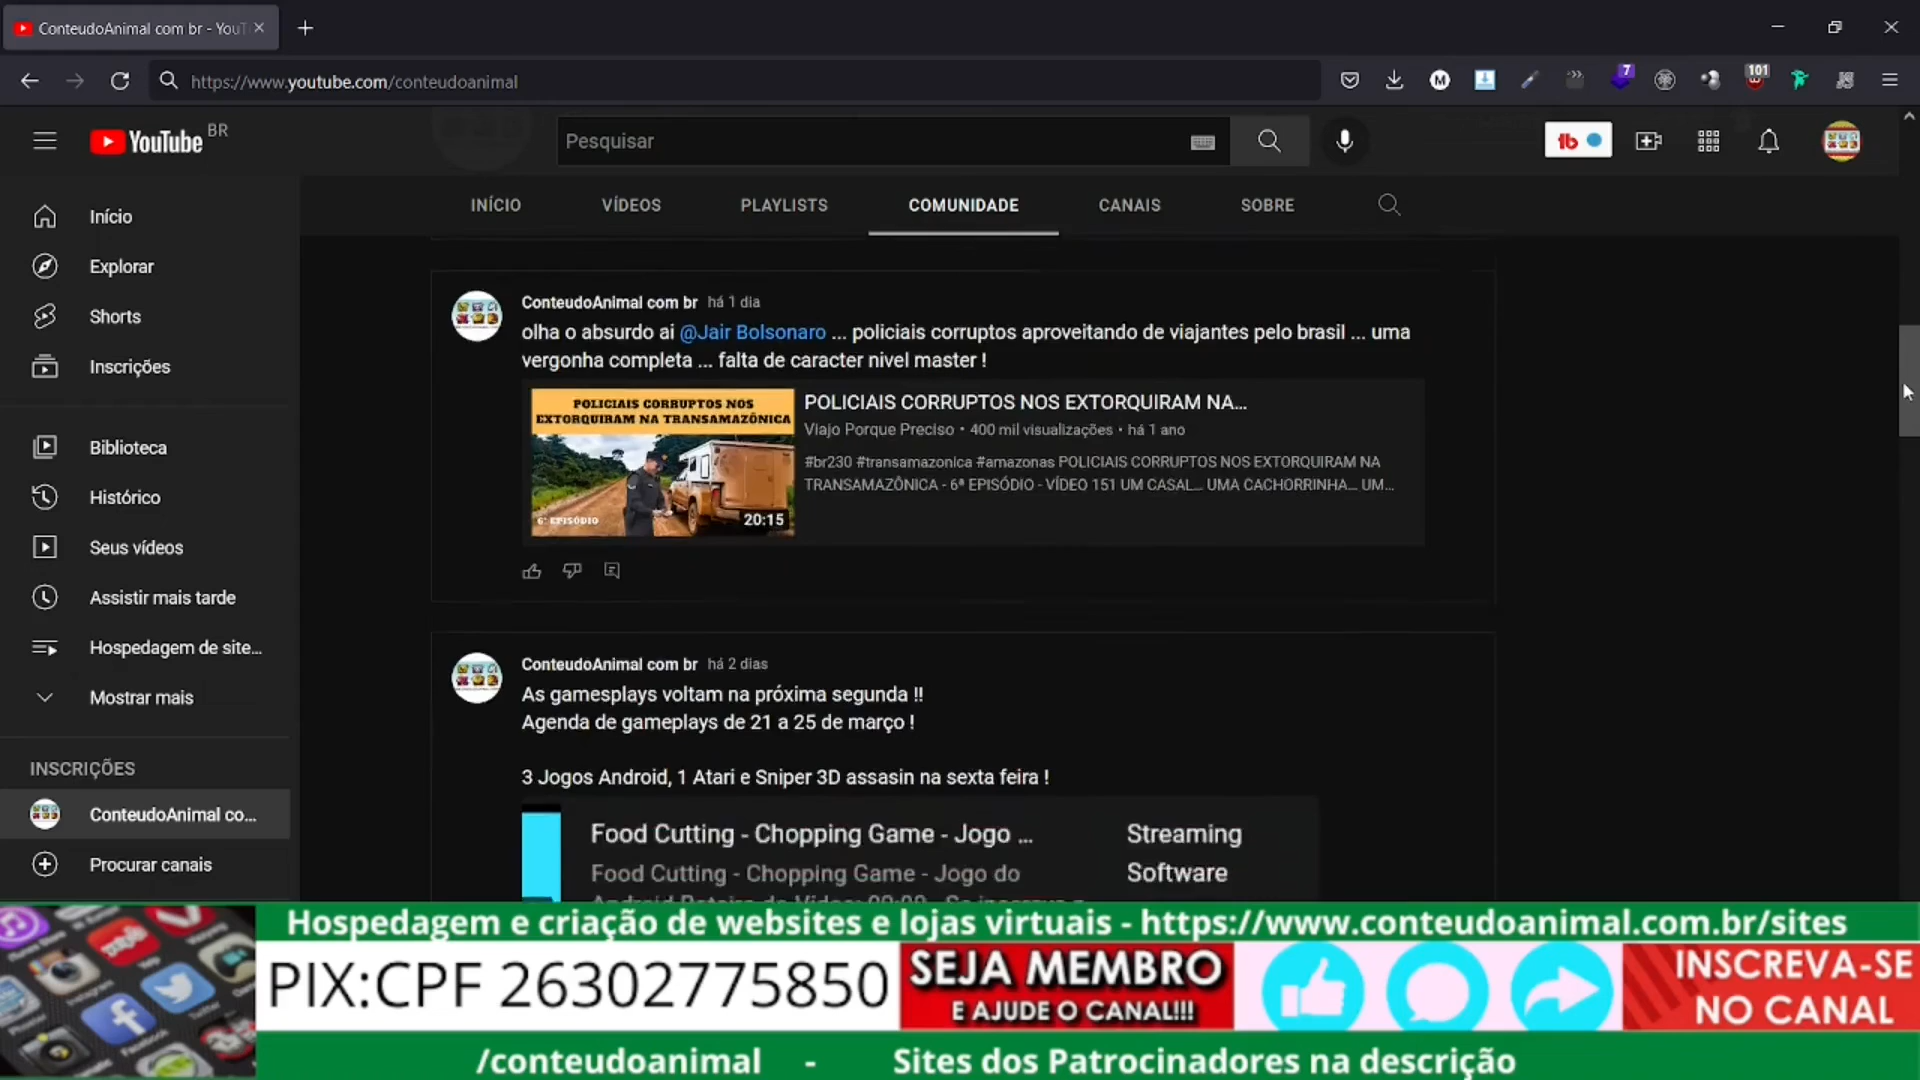 ConteudoAnimal com br - YouT
https://www.youtube.com/conteudoanimal
7
101
YouTube BR
Pesquisar
INÍCIO VÍDEOS PLAYLISTS COMUNIDADE CANAIS SOBRE
Início
Explorar
Shorts
Inscrições
Biblioteca
Histórico
Seus vídeos
Assistir mais tarde
Hospedagem de site...
Mostrar mais
INSCRIÇÕES
ConteudoAnimal co...
Procurar canais
ConteudoAnimal com br há 1 dia
olha o absurdo ai @Jair Bolsonaro ... policiais corruptos aproveitando de viajantes pelo brasil ... uma
vergonha completa ... falta de caracter nivel master !
POLICIAIS CORRUPTOS NOS
EXTORQUIRAM NA TRANSAMAZÔNICA
6º EPISÓDIO
20:15
POLICIAIS CORRUPTOS NOS EXTORQUIRAM NA...
Viajo Porque Preciso • 400 mil visualizações • há 1 ano
#br230 #transamazonica #amazonas POLICIAIS CORRUPTOS NOS EXTORQUIRAM NA
TRANSAMAZÔNICA - 6º EPISÓDIO - VÍDEO 151 UM CASAL... UMA CACHORRINHA... UM...
ConteudoAnimal com br há 2 dias
As gamesplays voltam na próxima segunda !!
Agenda de gameplays de 21 a 25 de março !
3 Jogos Android, 1 Atari e Sniper 3D assasin na sexta feira !
Food Cutting - Chopping Game - Jogo ...
Food Cutting - Chopping Game - Jogo do
Streaming
Software
Hospedagem e criação de websites e lojas virtuais - https://www.conteudoanimal.com.br/sites
PIX:CPF 26302775850
SEJA MEMBRO
E AJUDE O CANAL!!!
INSCREVA-SE
NO CANAL
/conteudoanimal - Sites dos Patrocinadores na descrição